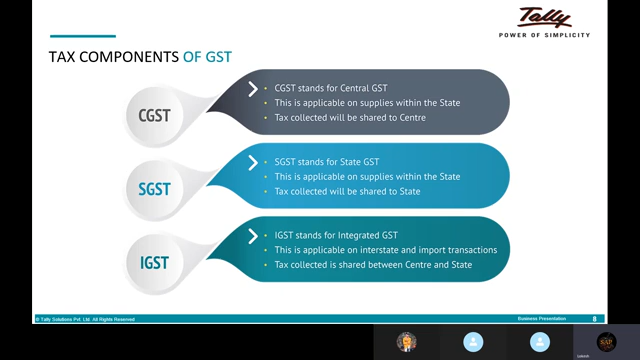 Tally
POWER OF SIMPLICITY
TAX COMPONENTS OF GST
CGST
CGST stands for Central GST
This is applicable on supplies within the State
Tax collected will be shared to Centre
SGST
SGST stands for State GST
This is applicable on supplies within the State
Tax collected will be shared to State
IGST
IGST stands for Integrated GST
This is applicable on interstate and import transactions
Tax collected is shared between Centre and State
© Tally Solutions Pvt. Ltd. All Rights Reserved
Business Presentation
8